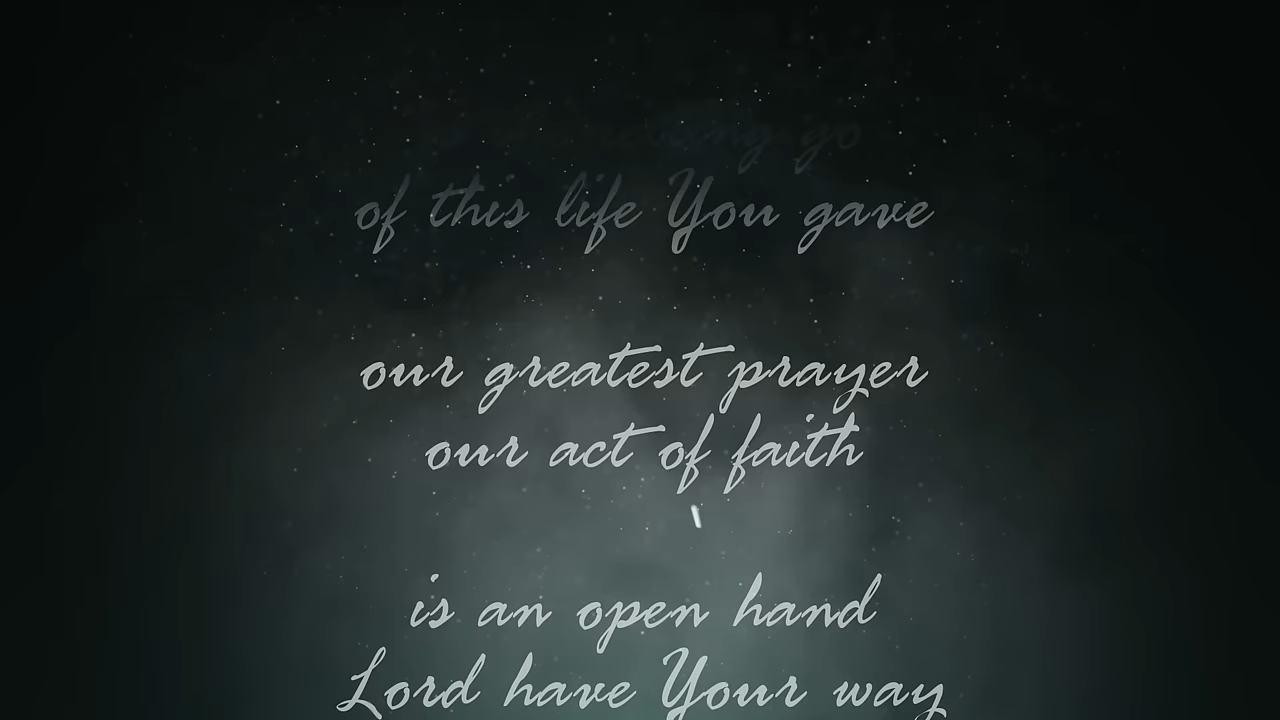 go
of this life You gave
our greatest prayer
our act of faith
is an open hand
Lord have Your way